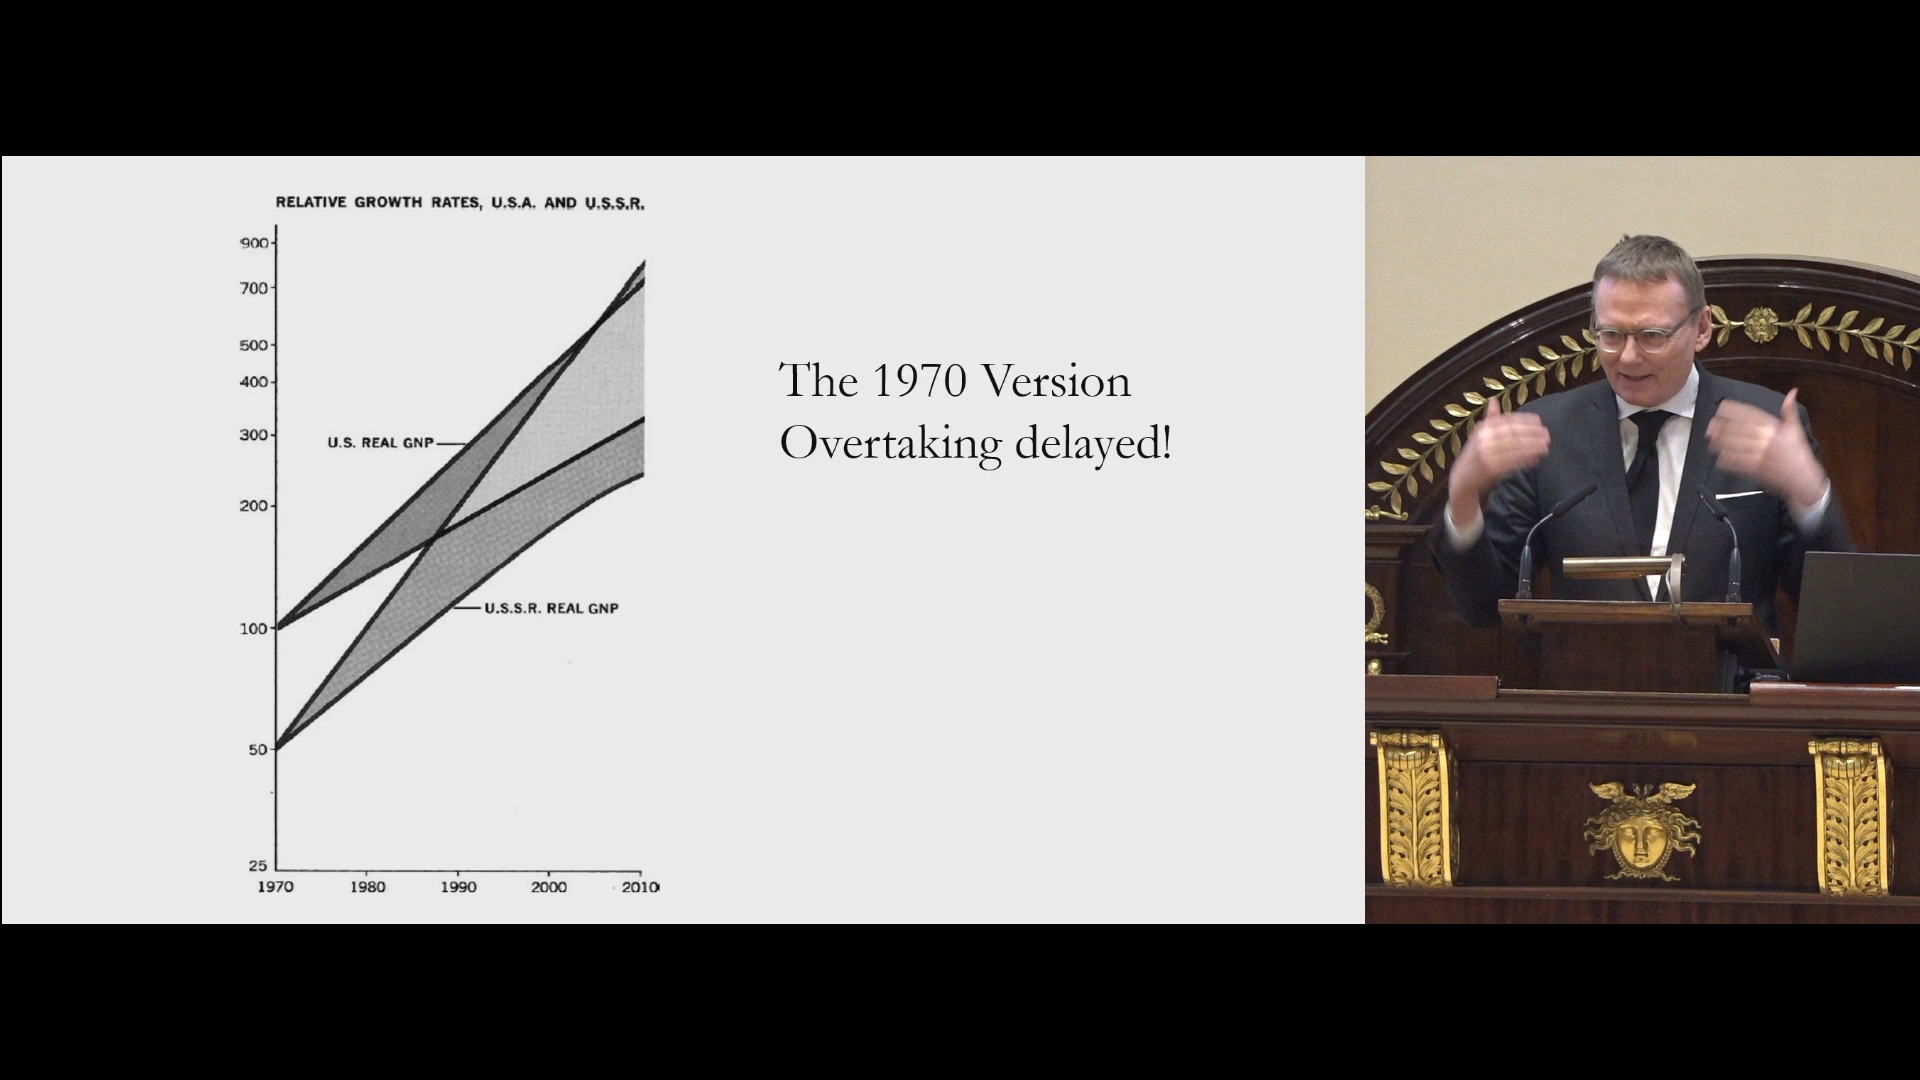 RELATIVE GROWTH RATES, U.S.A. AND U.S.S.R.
900
700
500
400
300
200
100
50
25
U.S. REAL GNP
U.S.S.R. REAL GNP
1970 1980 1990 2000 2010
The 1970 Version
Overtaking delayed!